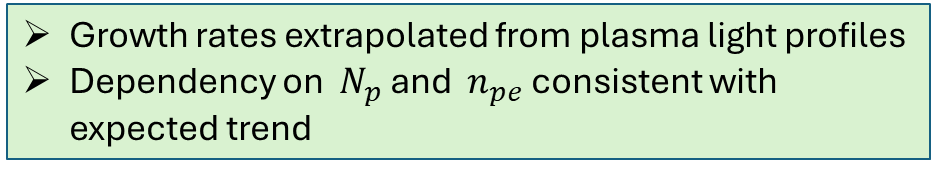 ➢ Growth rates extrapolated from plasma light profiles
➢ Dependency on N_p and n_pe consistent with
expected trend